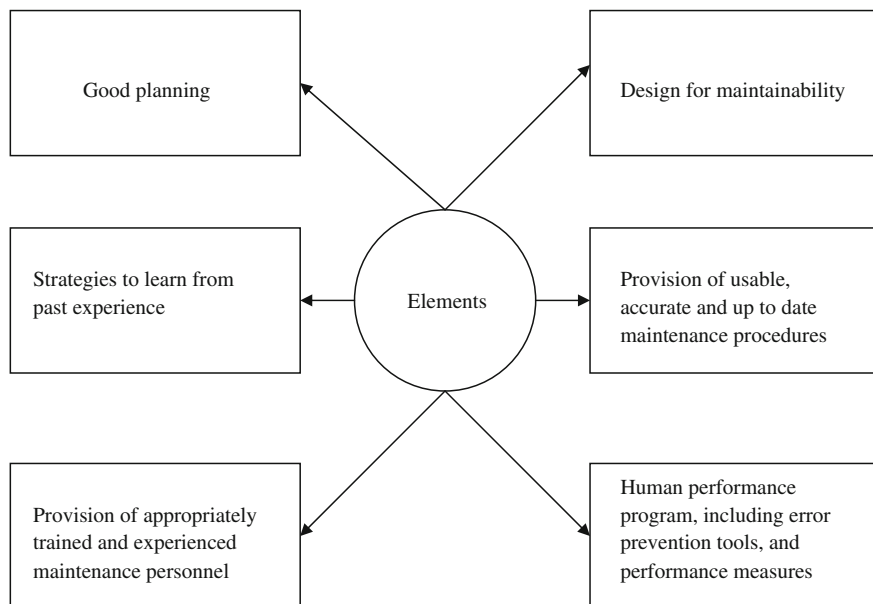 Good planning
Design for maintainability
Strategies to learn from
past experience
Elements
Provision of usable,
accurate and up to date
maintenance procedures
Provision of appropriately
trained and experienced
maintenance personnel
Human performance
program, including error
prevention tools, and
performance measures